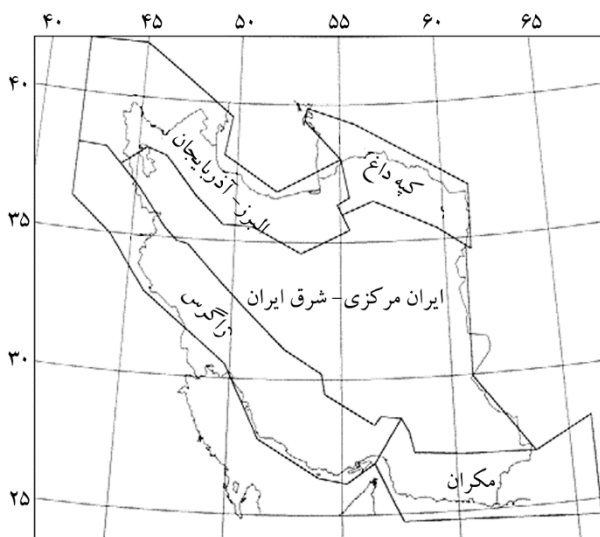 ۴۰ ۴۵ ۵۰ ۵۵ ۶۰ ۶۵
۴۰
کپه داغ
البرز- آذربایجان
۳۵
ایران مرکزی- شرق ایران
زاگرس
۳۰
مکران
۲۵